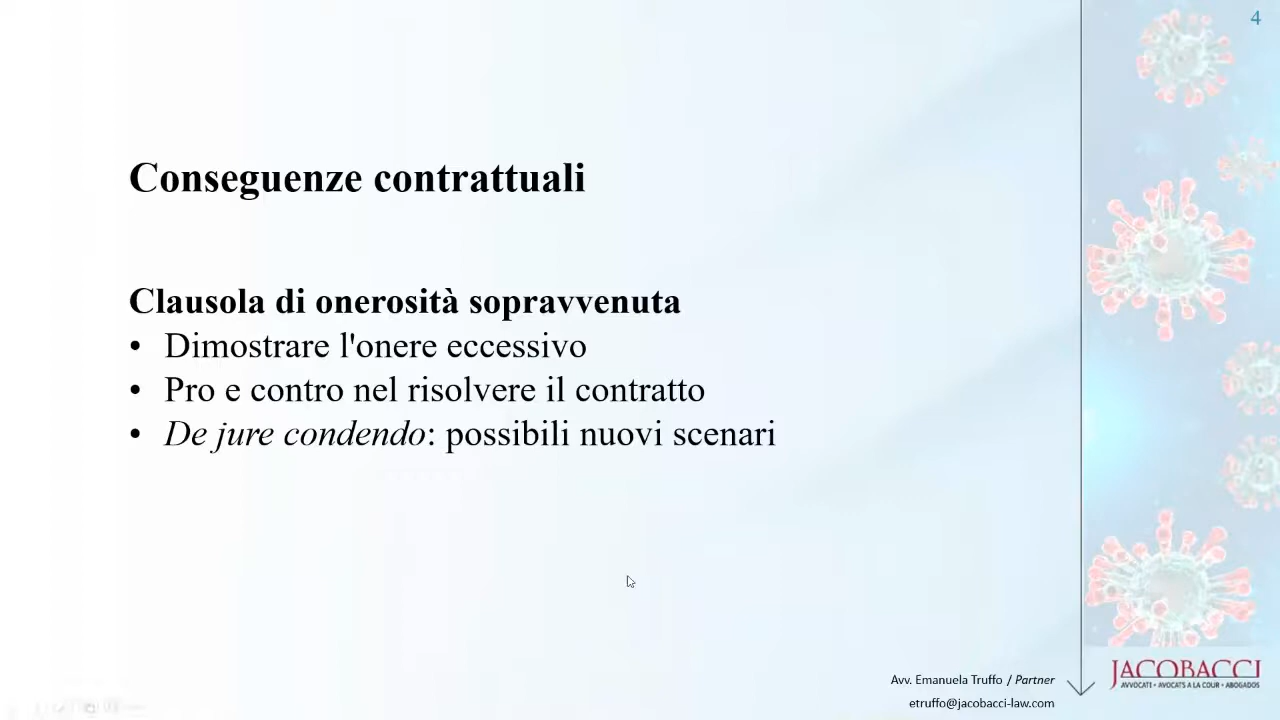 4
Conseguenze contrattuali
Clausola di onerosità sopravvenuta
• Dimostrare l'onere eccessivo
• Pro e contro nel risolvere il contratto
• De jure condendo: possibili nuovi scenari
Avv. Emanuela Truffo / Partner
etruffo@jacobacci-law.com
JACOBACCI
AVVOCATI • AVOCATS A LA COUR • ABOGADOS